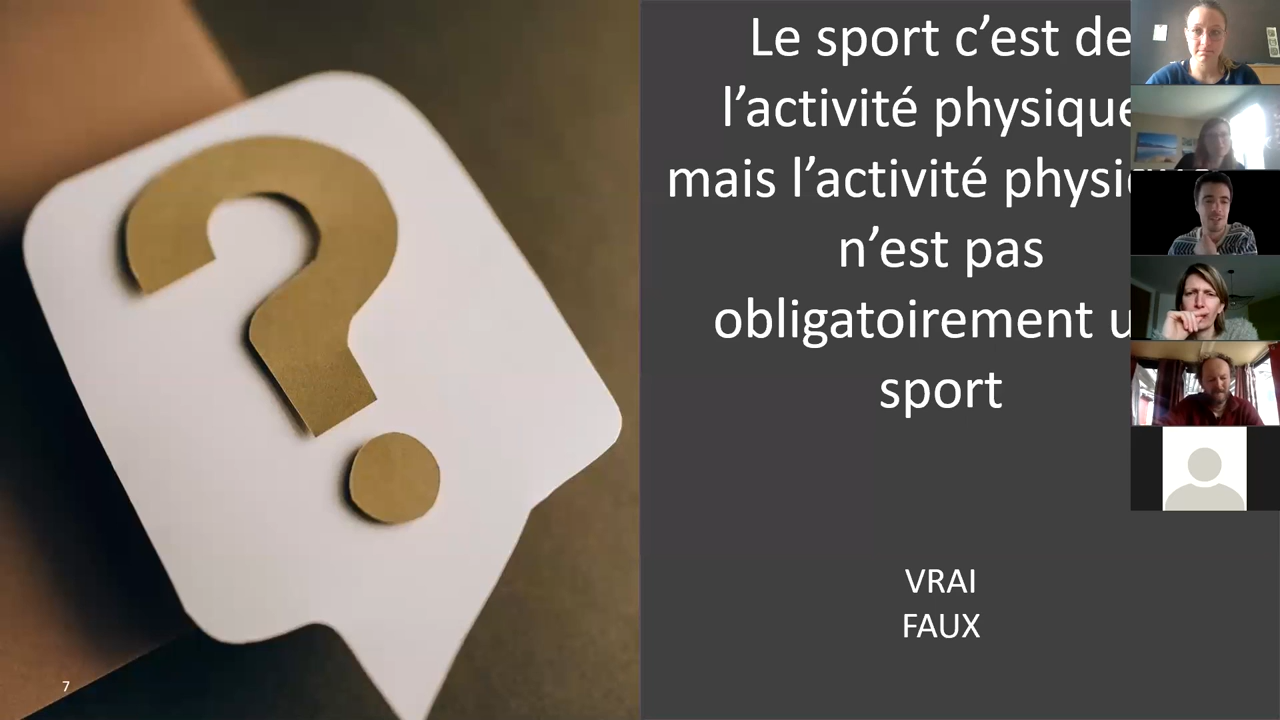 Le sport c’est de
l’activité physique
mais l’activité
n’est pas
obligatoirement
sport
VRAI
FAUX
7